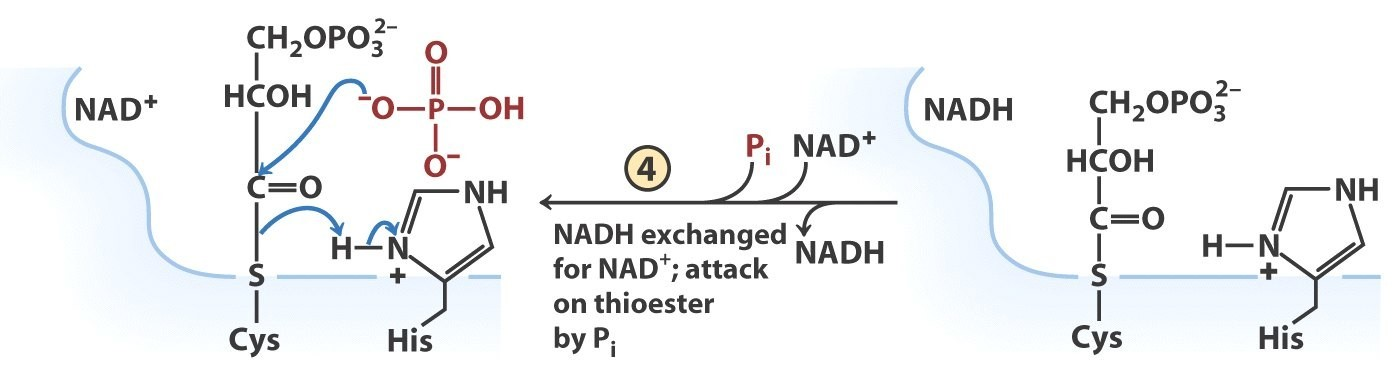 CH₂OPO₃²⁻
NAD⁺
HCOH
O
⁻O—P—OH
O⁻
C=O
H—N
+
NH
S
Cys
His
4
Pᵢ
NAD⁺
NADH exchanged
for NAD⁺; attack
on thioester
by Pᵢ
NADH
NADH
CH₂OPO₃²⁻
HCOH
C=O
H—N
+
NH
S
Cys
His